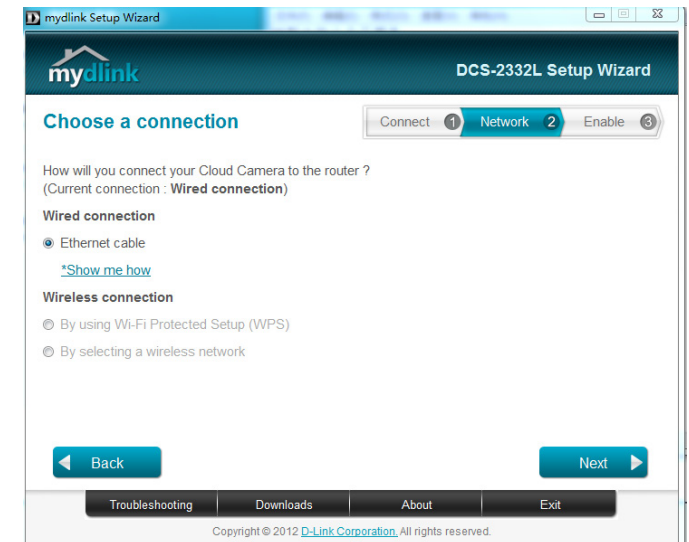 mydlink Setup Wizard
mydlink
DCS-2332L Setup Wizard
Choose a connection
Connect 1 Network 2 Enable 3
How will you connect your Cloud Camera to the router ?
(Current connection : Wired connection)
Wired connection
Ethernet cable
*Show me how
Wireless connection
By using Wi-Fi Protected Setup (WPS)
By selecting a wireless network
Back
Next
Troubleshooting Downloads About Exit
Copyright © 2012 D-Link Corporation. All rights reserved.